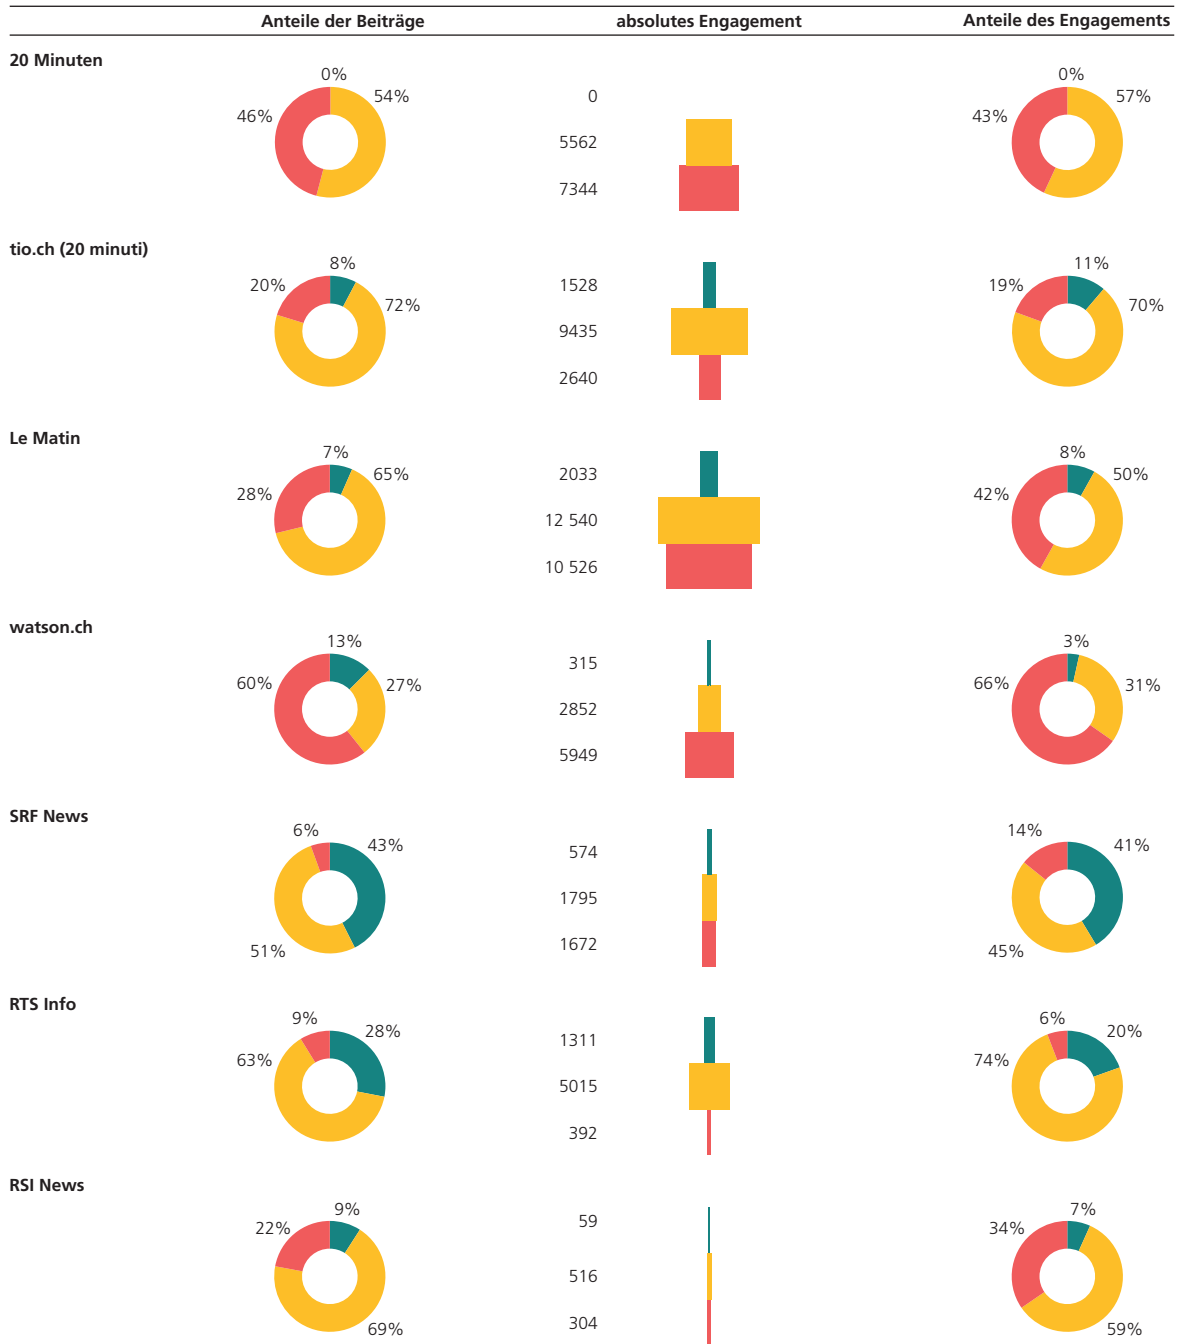 Anteile der Beiträge absolutes Engagement Anteile des Engagements
20 Minuten
0% 0%
54% 0 57%
46% 43%
5562
7344
tio.ch (20 minuti)
8% 11%
20% 1528 19%
72% 70%
9435
2640
Le Matin
7% 8%
65% 2033 50%
28% 42%
12 540
10 526
watson.ch
13% 3%
315
60% 27% 66% 31%
2852
5949
SRF News
6% 14%
43% 574 41%
1795
51% 1672 45%
RTS Info
9% 6%
28% 1311 20%
63% 74%
5015
392
RSI News
9% 7%
22% 59 34%
516
69% 304 59%